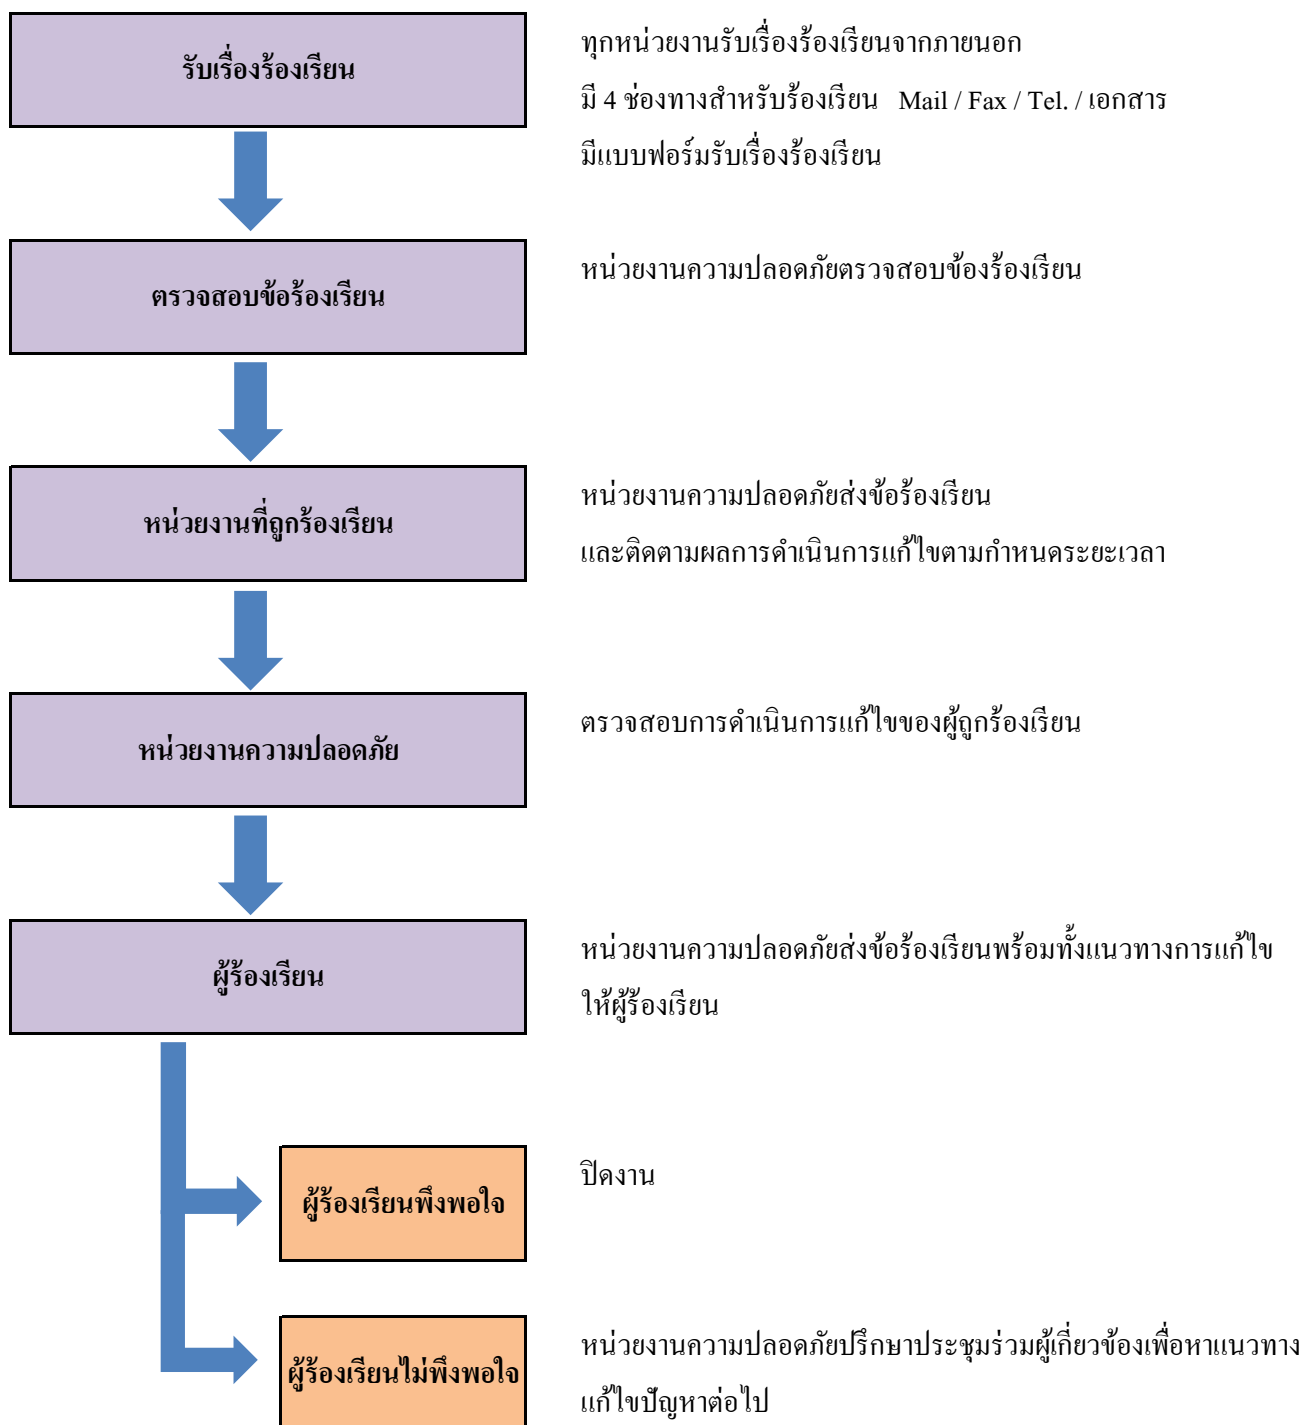 รับเรื่องร้องเรียน
ทุกหน่วยงานรับเรื่องร้องเรียนจากภายนอก
มี 4 ช่องทางสำหรับร้องเรียน Mail / Fax / Tel. / เอกสาร
มีแบบฟอร์มรับเรื่องร้องเรียน
ตรวจสอบข้อร้องเรียน
หน่วยงานความปลอดภัยตรวจสอบข้องร้องเรียน
หน่วยงานที่ถูกร้องเรียน
หน่วยงานความปลอดภัยส่งข้อร้องเรียน
และติดตามผลการดำเนินการแก้ไขตามกำหนดระยะเวลา
หน่วยงานความปลอดภัย
ตรวจสอบการดำเนินการแก้ไขของผู้ถูกร้องเรียน
ผู้ร้องเรียน
หน่วยงานความปลอดภัยส่งข้อร้องเรียนพร้อมทั้งแนวทางการแก้ไข
ให้ผู้ร้องเรียน
ผู้ร้องเรียนพึงพอใจ
ปิดงาน
ผู้ร้องเรียนไม่พึงพอใจ
หน่วยงานความปลอดภัยปรึกษาประชุมร่วมผู้เกี่ยวข้องเพื่อหาแนวทาง
แก้ไขปัญหาต่อไป